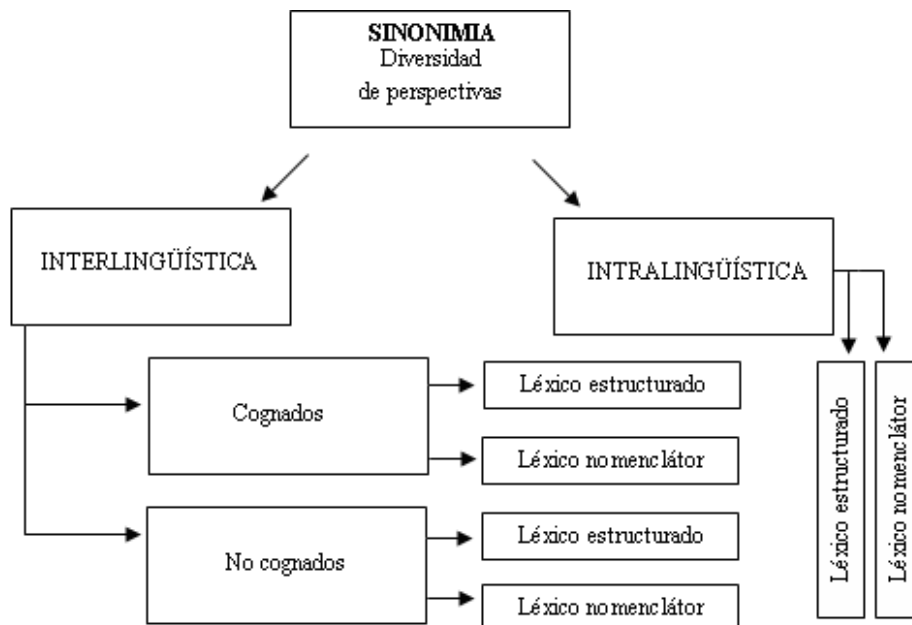 SINONIMIA
Diversidad
de perspectivas
INTERLINGÜÍSTICA
INTRALINGÜÍSTICA
Cognados
Léxico estructurado
Léxico nomenclátor
No cognados
Léxico estructurado
Léxico nomenclátor
Léxico estructurado
Léxico nomenclátor